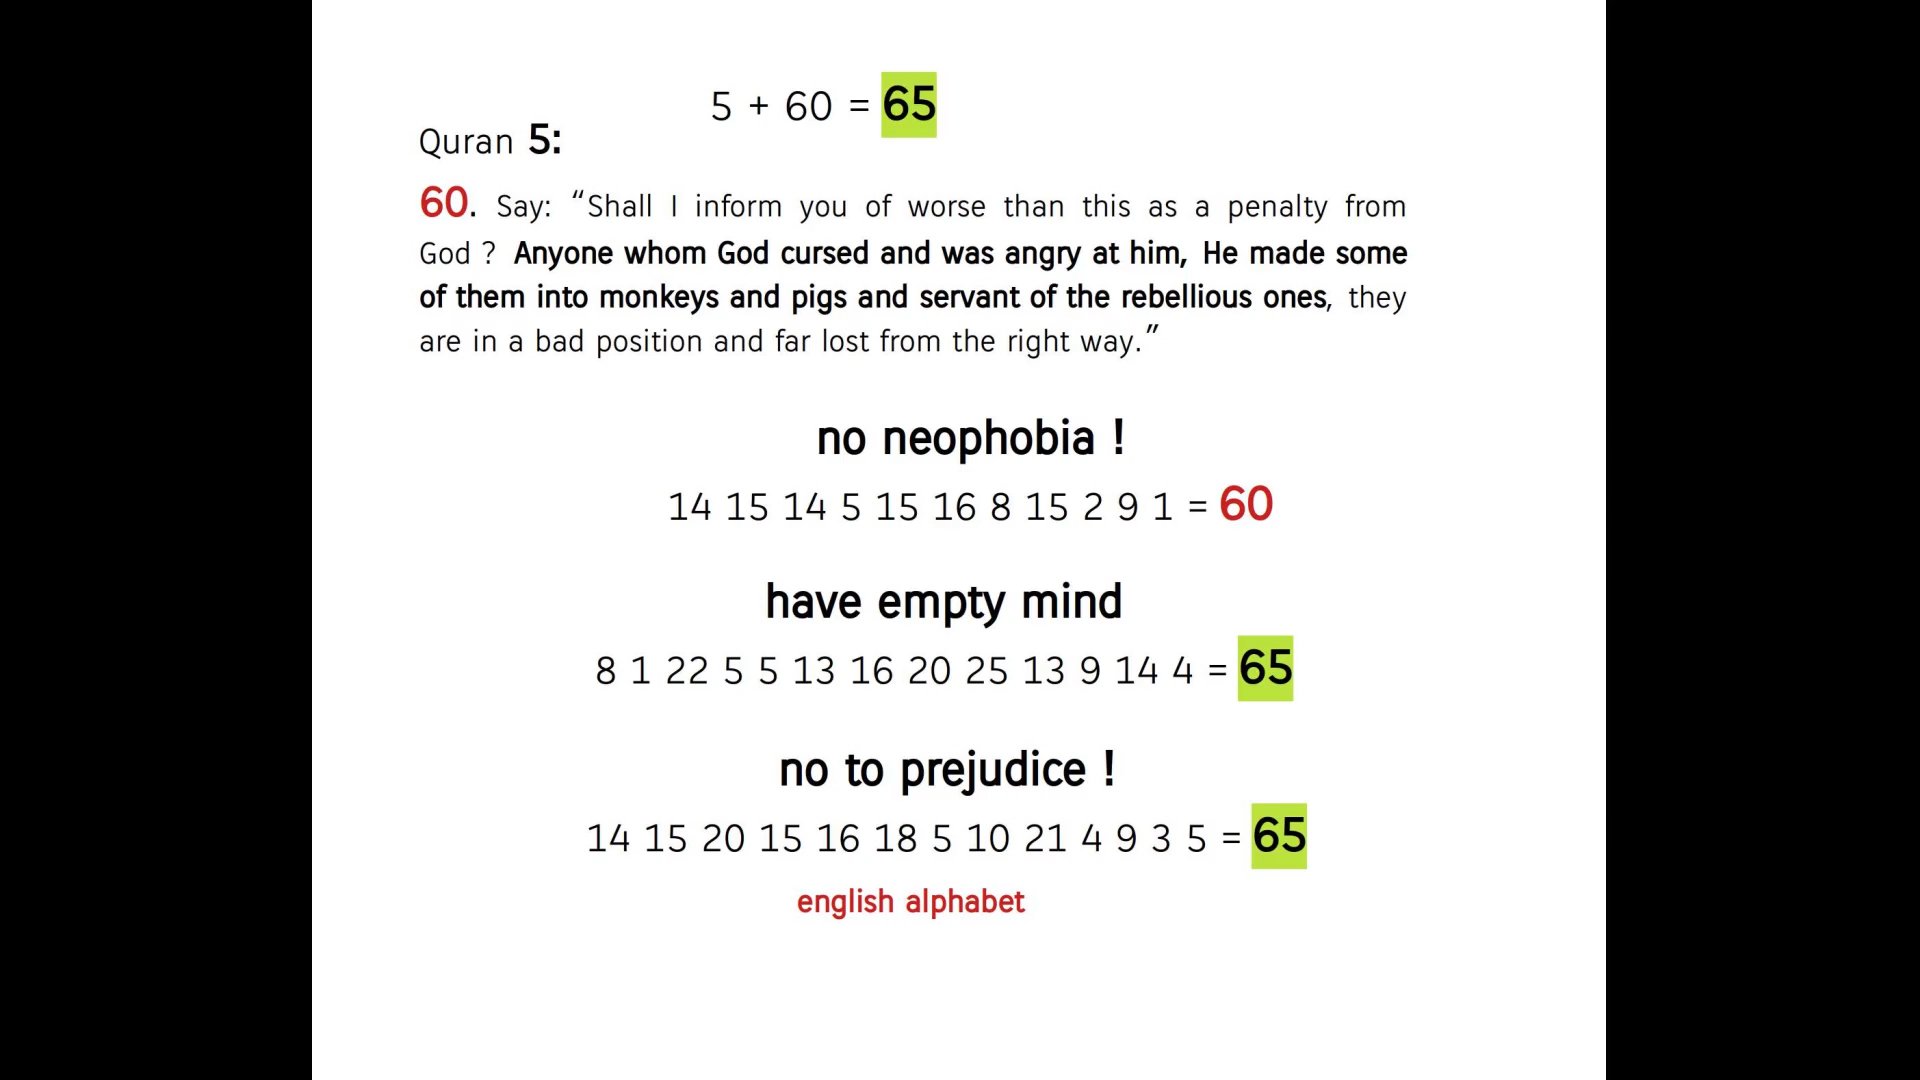 5 + 60 = 65
Quran 5:
60. Say: “Shall I inform you of worse than this as a penalty from
God ? Anyone whom God cursed and was angry at him, He made some
of them into monkeys and pigs and servant of the rebellious ones, they
are in a bad position and far lost from the right way.”
no neophobia !
14 15 14 5 15 16 8 15 2 9 1 = 60
have empty mind
8 1 22 5 5 13 16 20 25 13 9 14 4 = 65
no to prejudice !
14 15 20 15 16 18 5 10 21 4 9 3 5 = 65
english alphabet